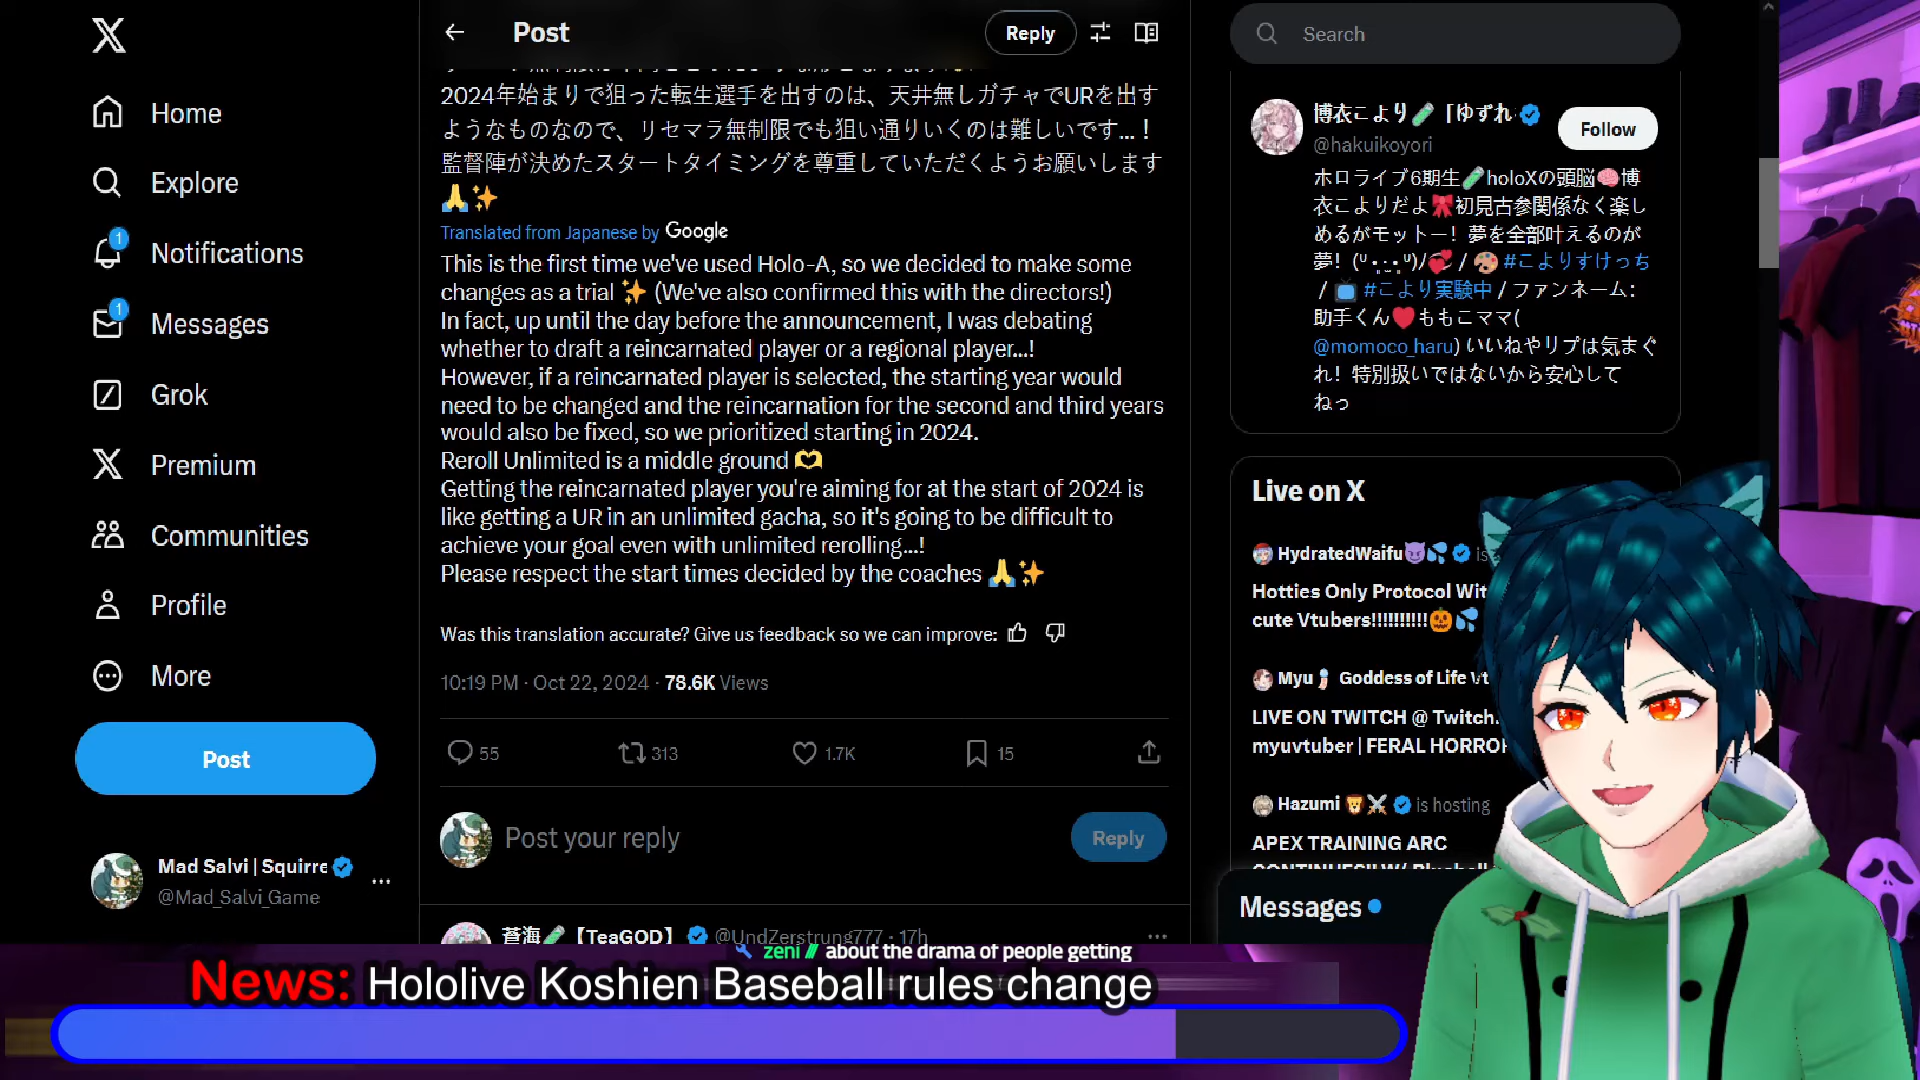 Home
Explore
1
Notifications
1
Messages
Grok
Premium
Communities
Profile
More
Post
Mad Salvi | Squirre
@Mad_Salvi_Game
Post
Reply
2024年始まりで狙った転生選手を出すのは、天井無しガチャでURを出す
ようなものなので、リセマラ無制限でも狙い通りいくのは難しいです...！
監督陣が決めたスタートタイミングを尊重していただくようお願いします
🙏✨
Translated from Japanese by Google
This is the first time we've used Holo-A, so we decided to make some
changes as a trial ✨ (We've also confirmed this with the directors!)
In fact, up until the day before the announcement, I was debating
whether to draft a reincarnated player or a regional player...!
However, if a reincarnated player is selected, the starting year would
need to be changed and the reincarnation for the second and third years
would also be fixed, so we prioritized starting in 2024.
Reroll Unlimited is a middle ground 🫶
Getting the reincarnated player you're aiming for at the start of 2024 is
like getting a UR in an unlimited gacha, so it's going to be difficult to
achieve your goal even with unlimited rerolling...!
Please respect the start times decided by the coaches 🙏✨
Was this translation accurate? Give us feedback so we can improve:
10:19 PM · Oct 22, 2024 · 78.6K Views
55
313
1.7K
15
Post your reply
Reply
蒼海🧪【TeaGOD】 @UndZerstrung777 · 17h
Search
博衣こより🧪「ゆずれ
@hakuikoyori
Follow
ホロライブ6期生🧪holoXの頭脳🧠博
衣こよりだよ🎀初見古参関係なく楽し
めるがモットー！夢を全部叶えるのが
夢！ /🎨 #こよりすけっち
/ 📺 #こより実験中 / ファンネーム：
助手くん❤️ももこママ(
@momoco_haru) いいねやリプは気まぐ
れ！特別扱いではないから安心して
ねっ
Live on X
HydratedWaifu😈💦 is
Hotties Only Protocol Wit
cute Vtubers!!!!!!!!!!🎃💦
Myu Goddess of Life
LIVE ON TWITCH @ Twitch.
myuvtuber | FERAL HORROR
Hazumi 🦁⚔️ is hosting
APEX TRAINING ARC
Messages
zeni // about the drama of people getting
News: Hololive Koshien Baseball rules change